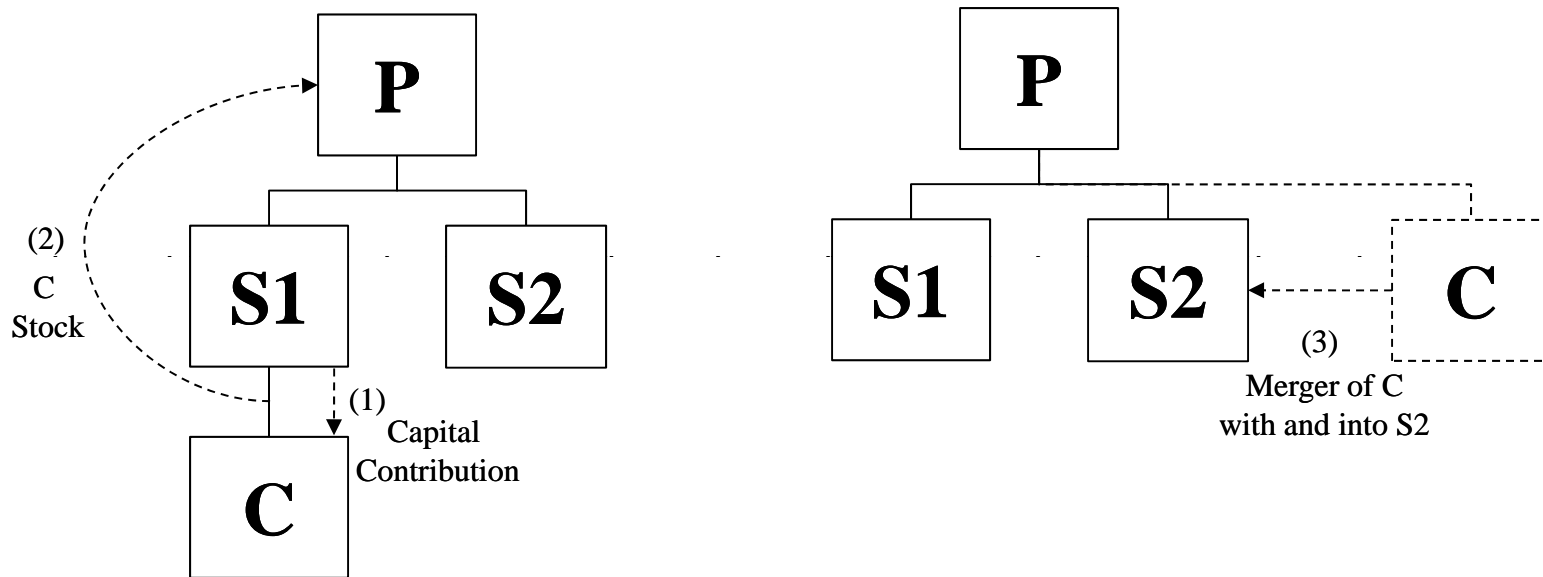 P
(2)
C
Stock
S1
S2
(1)
Capital
Contribution
C
P
S1
S2
C
(3)
Merger of C
with and into S2